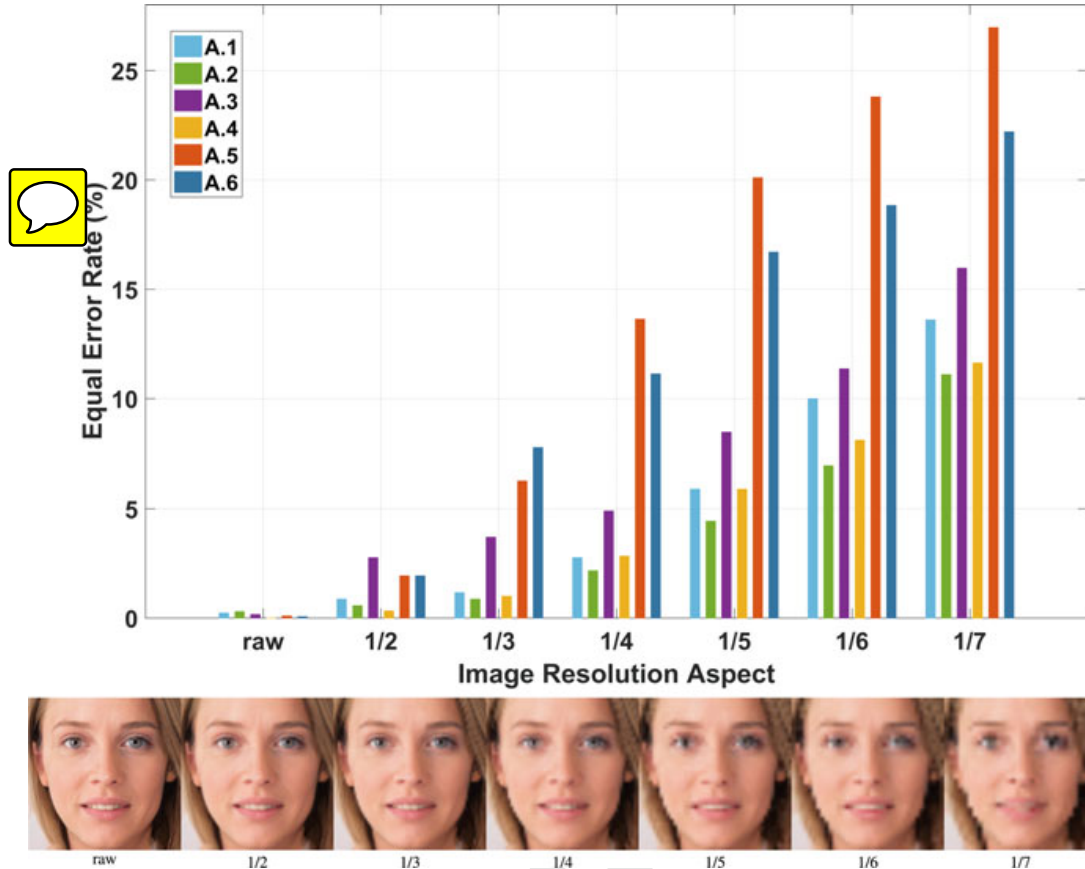 25
20
15
10
5
0
Equal Error Rate (%)
A.1
A.2
A.3
A.4
A.5
A.6
raw 1/2 1/3 1/4 1/5 1/6 1/7
Image Resolution Aspect
raw 1/2 1/3 1/4 1/5 1/6 1/7